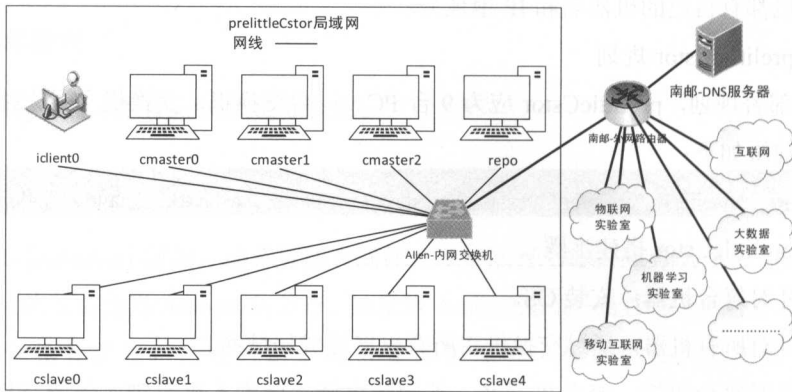 prelittleCstor局域网
网线
南邮-DNS服务器
iclient0
cmaster0
cmaster1
cmaster2
repo
南邮-外网路由器
互联网
物联网
实验室
大数据
实验室
Allen-内网交换机
机器学习
实验室
移动互联网
实验室
………………
cslave0
cslave1
cslave2
cslave3
cslave4